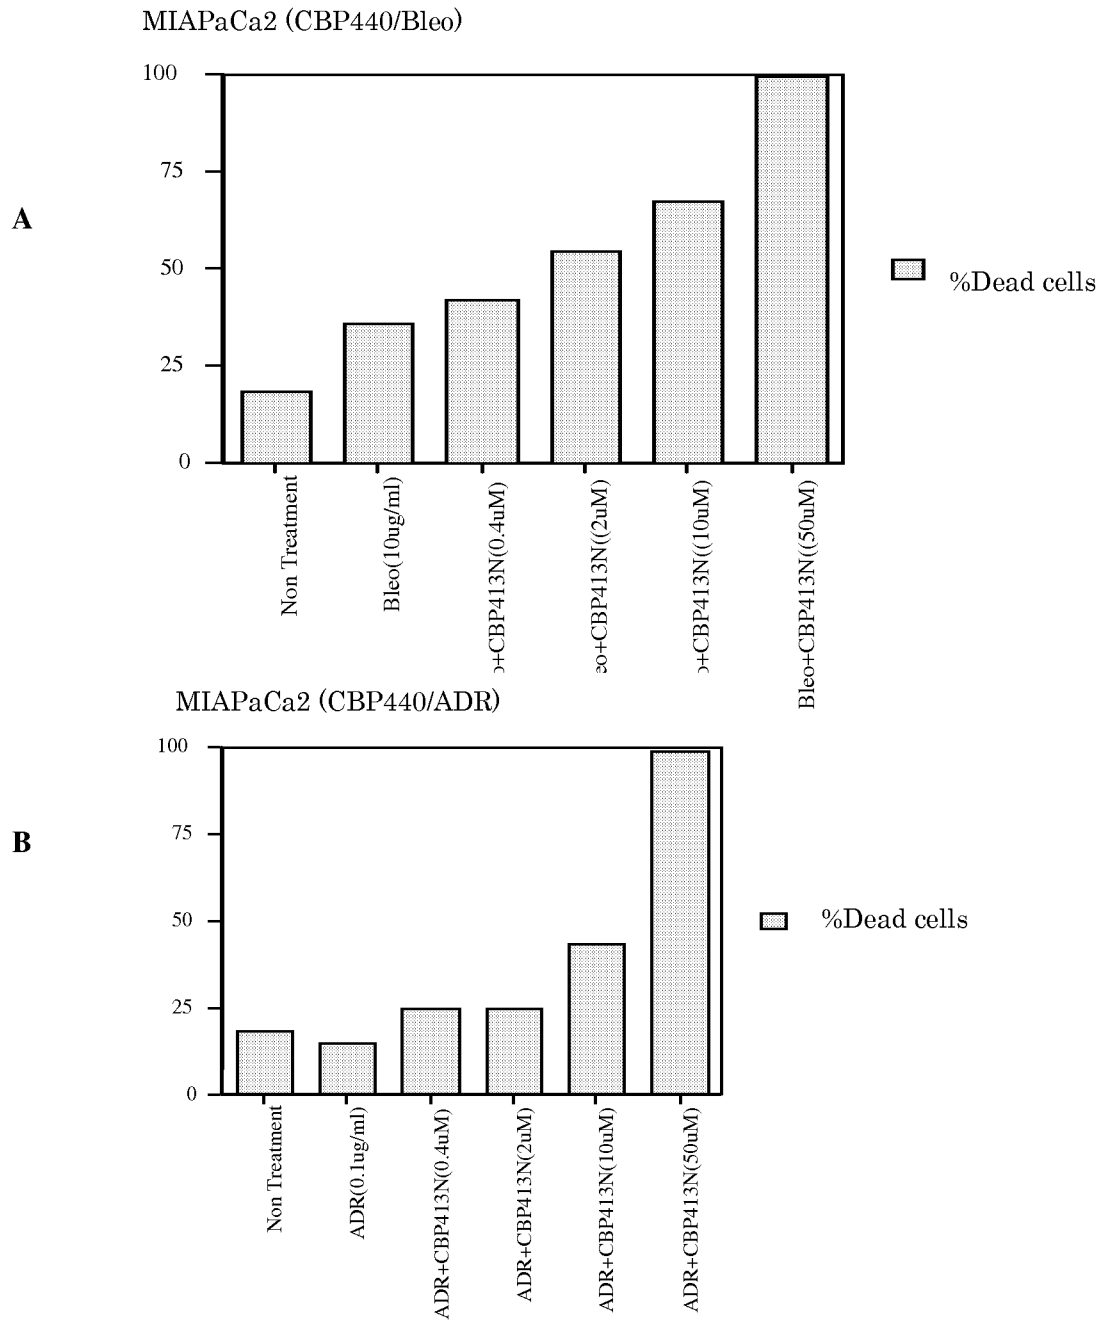 MIAPaCa2 (CBP440/Bleo)
100
75
50
25
0
A
%Dead cells
Non Treatment
Bleo(10ug/ml)
o+CBP413N(0.4uM)
eo+CBP413N((2uM)
o+CBP413N((10uM)
Bleo+CBP413N((50uM)
MIAPaCa2 (CBP440/ADR)
100
75
50
25
0
B
%Dead cells
Non Treatment
ADR(0.1ug/ml)
ADR+CBP413N(0.4uM)
ADR+CBP413N(2uM)
ADR+CBP413N(10uM)
ADR+CBP413N(50uM)